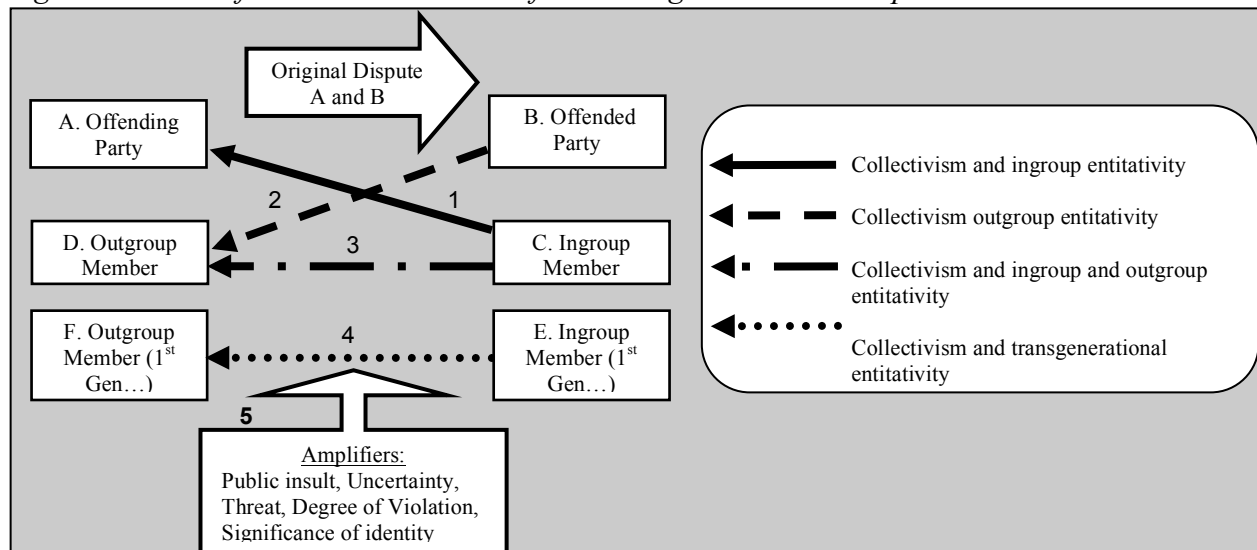 Original Dispute
A and B
A. Offending
Party
B. Offended
Party
2
1
D. Outgroup
Member
3
C. Ingroup
Member
F. Outgroup
Member (1st
Gen…)
4
E. Ingroup
Member (1st
Gen…)
5
Amplifiers:
Public insult, Uncertainty,
Threat, Degree of Violation,
Significance of identity
Collectivism and ingroup entitativity
Collectivism outgroup entitativity
Collectivism and ingroup and outgroup
entitativity
Collectivism and transgenerational
entitativity